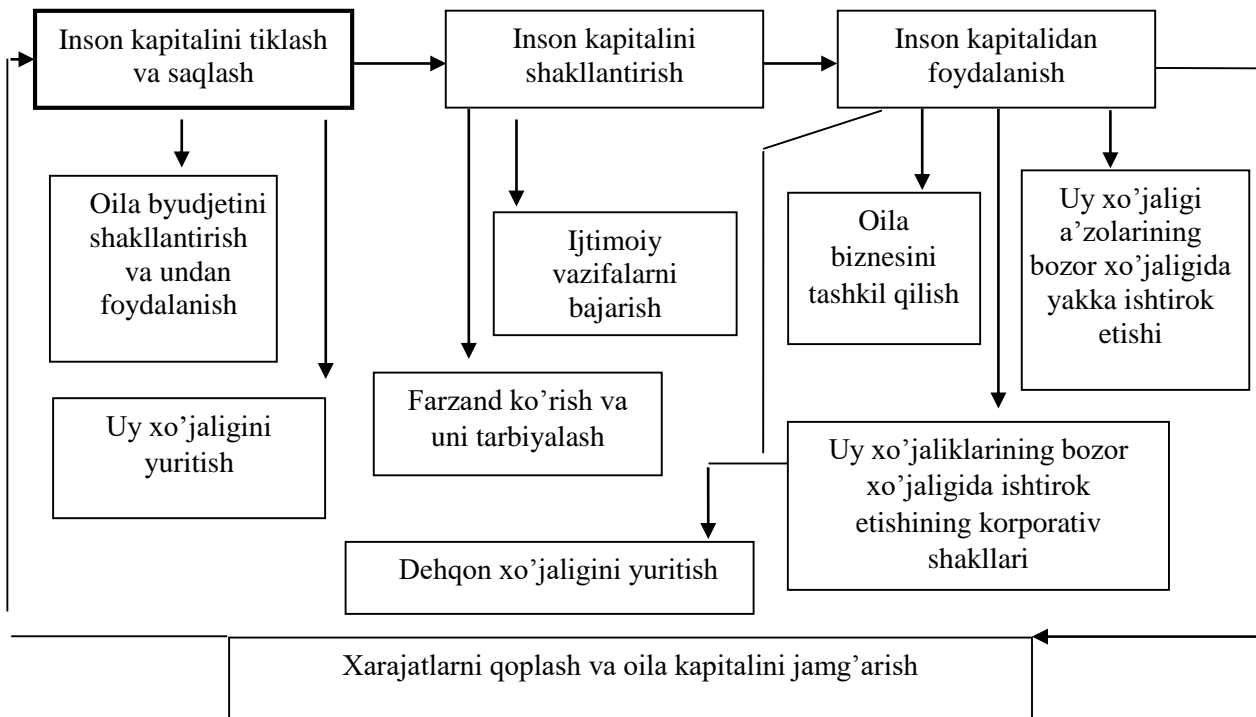 Inson kapitalini tiklash
va saqlash
Inson kapitalini
shakllantirish
Inson kapitalidan
foydalanish
Oila byudjetini
shakllantirish
va undan
foydalanish
Ijtimoiy
vazifalarni
bajarish
Oila
biznesini
tashkil qilish
Uy xo’jaligi
a’zolarining
bozor xo’jaligida
yakka ishtirok
etishi
Uy xo’jaligini
yuritish
Farzand ko’rish va
uni tarbiyalash
Uy xo’jaliklarining bozor
xo’jaligida ishtirok
etishining korporativ
shakllari
Dehqon xo’jaligini yuritish
Xarajatlarni qoplash va oila kapitalini jamg’arish